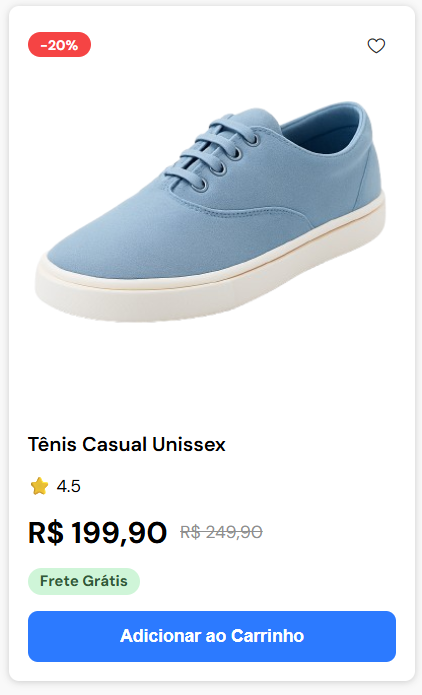 -20%
Tênis Casual Unissex
4.5
R$ 199,90 R$ 249,90
Frete Grátis
Adicionar ao Carrinho